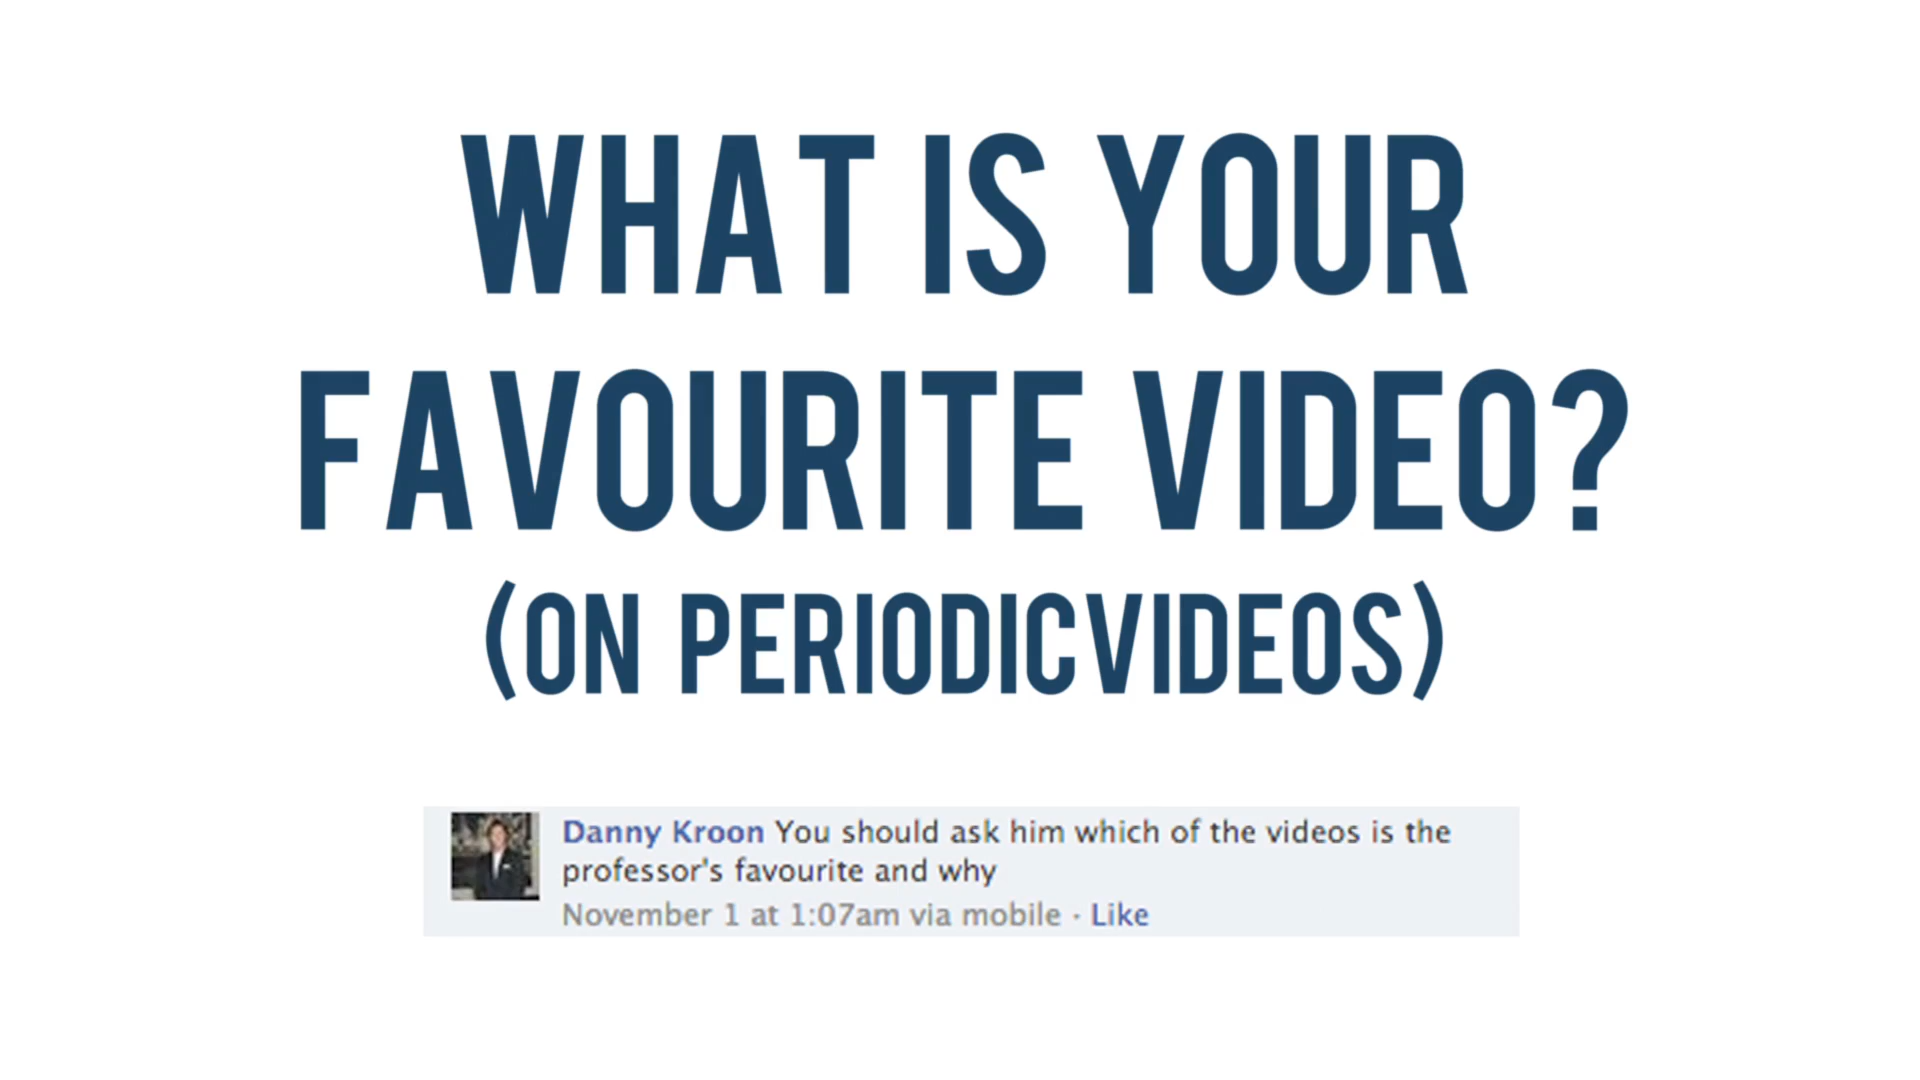 WHAT IS YOUR
FAVOURITE VIDEO?
(ON PERIODICVIDEOS)
Danny Kroon You should ask him which of the videos is the
professor's favourite and why
November 1 at 1:07am via mobile · Like